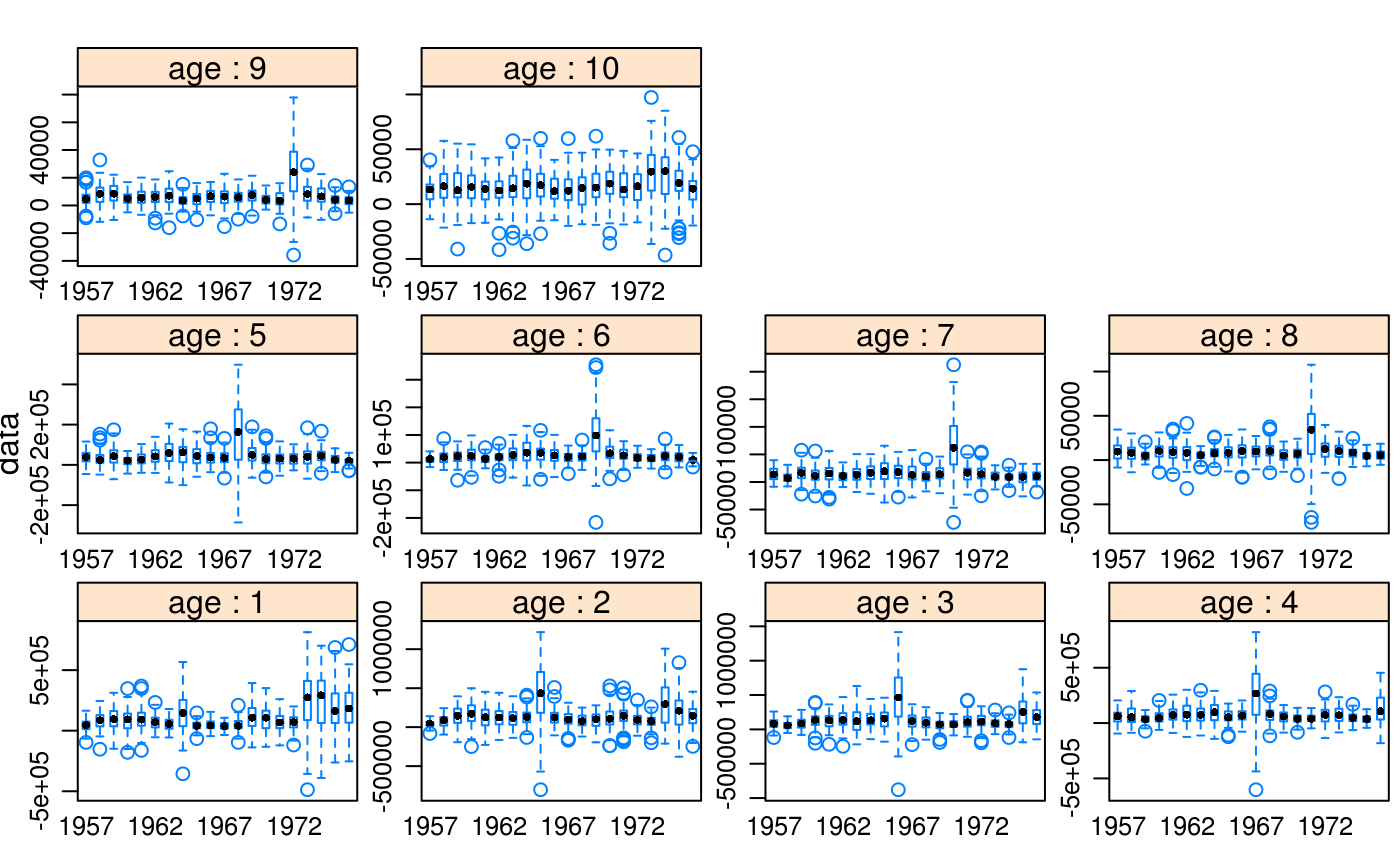 age : 9
age : 10
-40000 0 40000
-50000 0 50000
1957 1962 1967 1972
1957 1962 1967 1972
age : 5
age : 6
age : 7
age : 8
data
-2e+05 2e+05
-2e+05 1e+05
-50000 100000
-50000 50000
1957 1962 1967 1972
1957 1962 1967 1972
1957 1962 1967 1972
1957 1962 1967 1972
age : 1
age : 2
age : 3
age : 4
-5e+05 5e+05
-500000 1000000
-500000 1000000
-5e+05 5e+05
1957 1962 1967 1972
1957 1962 1967 1972
1957 1962 1967 1972
1957 1962 1967 1972